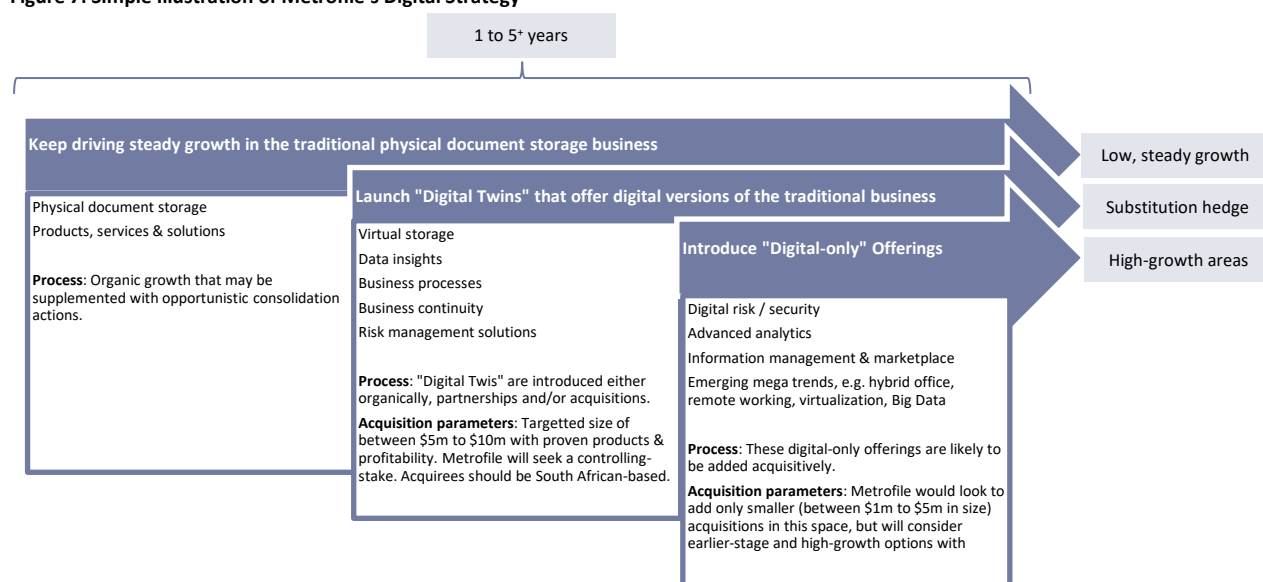 Figure 7: Simple Illustration of Metrofile's Digital Strategy
1 to 5+ years
Keep driving steady growth in the traditional physical document storage business
Low, steady growth
Physical document storage
Products, services & solutions
Process: Organic growth that may be
supplemented with opportunistic consolidation
actions.
Launch "Digital Twins" that offer digital versions of the traditional business
Substitution hedge
Virtual storage
Data insights
Business processes
Business continuity
Risk management solutions
Process: "Digital Twis" are introduced either
organically, partnerships and/or acquisitions.
Acquisition parameters: Targetted size of
between $5m to $10m with proven products &
profitability. Metrofile will seek a controlling-
stake. Acquirees should be South African-based.
Introduce "Digital-only" Offerings
High-growth areas
Digital risk / security
Advanced analytics
Information management & marketplace
Emerging mega trends, e.g. hybrid office,
remote working, virtualization, Big Data
Process: These digital-only offerings are likely to
be added acquisitively.
Acquisition parameters: Metrofile would look to
add only smaller (between $1m to $5m in size)
acquisitions in this space, but will consider
earlier-stage and high-growth options with